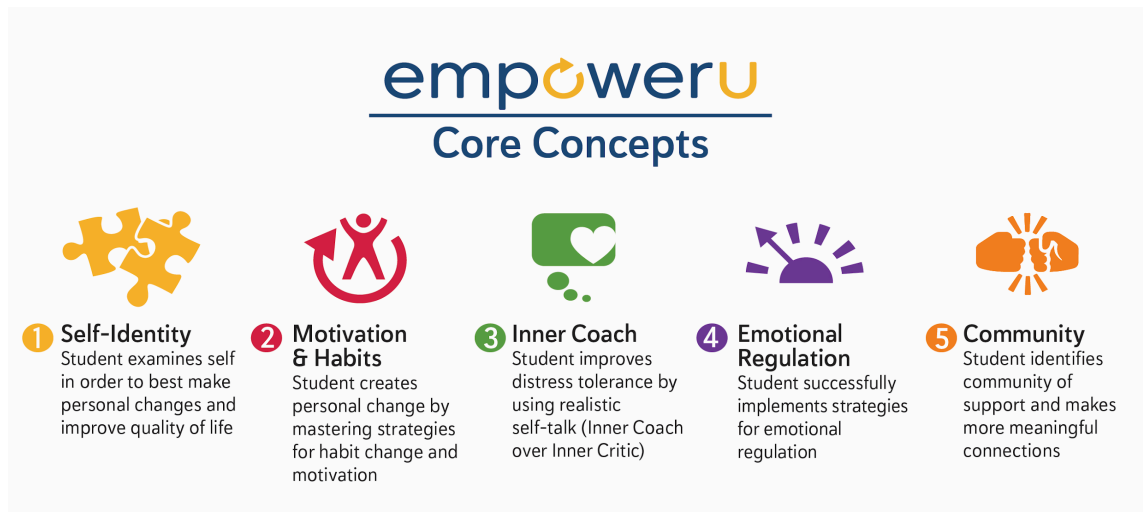 empoweru
Core Concepts
1 Self-Identity
Student examines self
in order to best make
personal changes and
improve quality of life
2 Motivation
& Habits
Student creates
personal change by
mastering strategies
for habit change and
motivation
3 Inner Coach
Student improves
distress tolerance by
using realistic
self-talk (Inner Coach
over Inner Critic)
4 Emotional
Regulation
Student successfully
implements strategies
for emotional
regulation
5 Community
Student identifies
community of
support and makes
more meaningful
connections